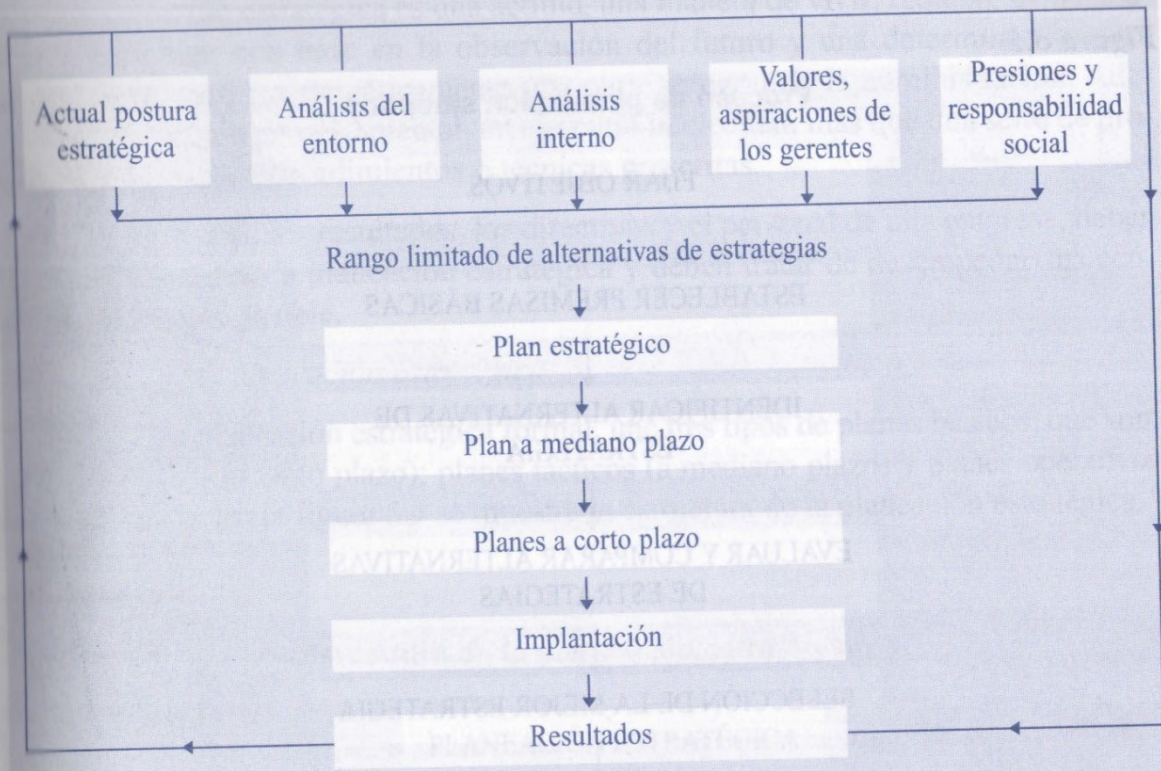 Actual postura
estratégica
Análisis del
entorno
Análisis
interno
Valores,
aspiraciones de
los gerentes
Presiones y
responsabilidad
social
Rango limitado de alternativas de estrategias
Plan estratégico
Plan a mediano plazo
Planes a corto plazo
Implantación
Resultados